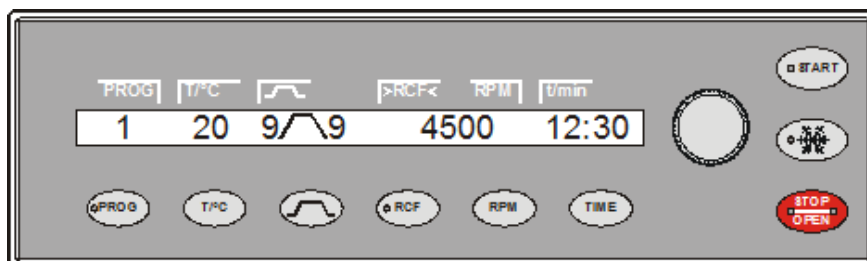 PROG T/°C >RCF< RPM t/min
1 20 9 9 4500 12:30
PROG T/°C RCF RPM TIME
START
STOP
OPEN